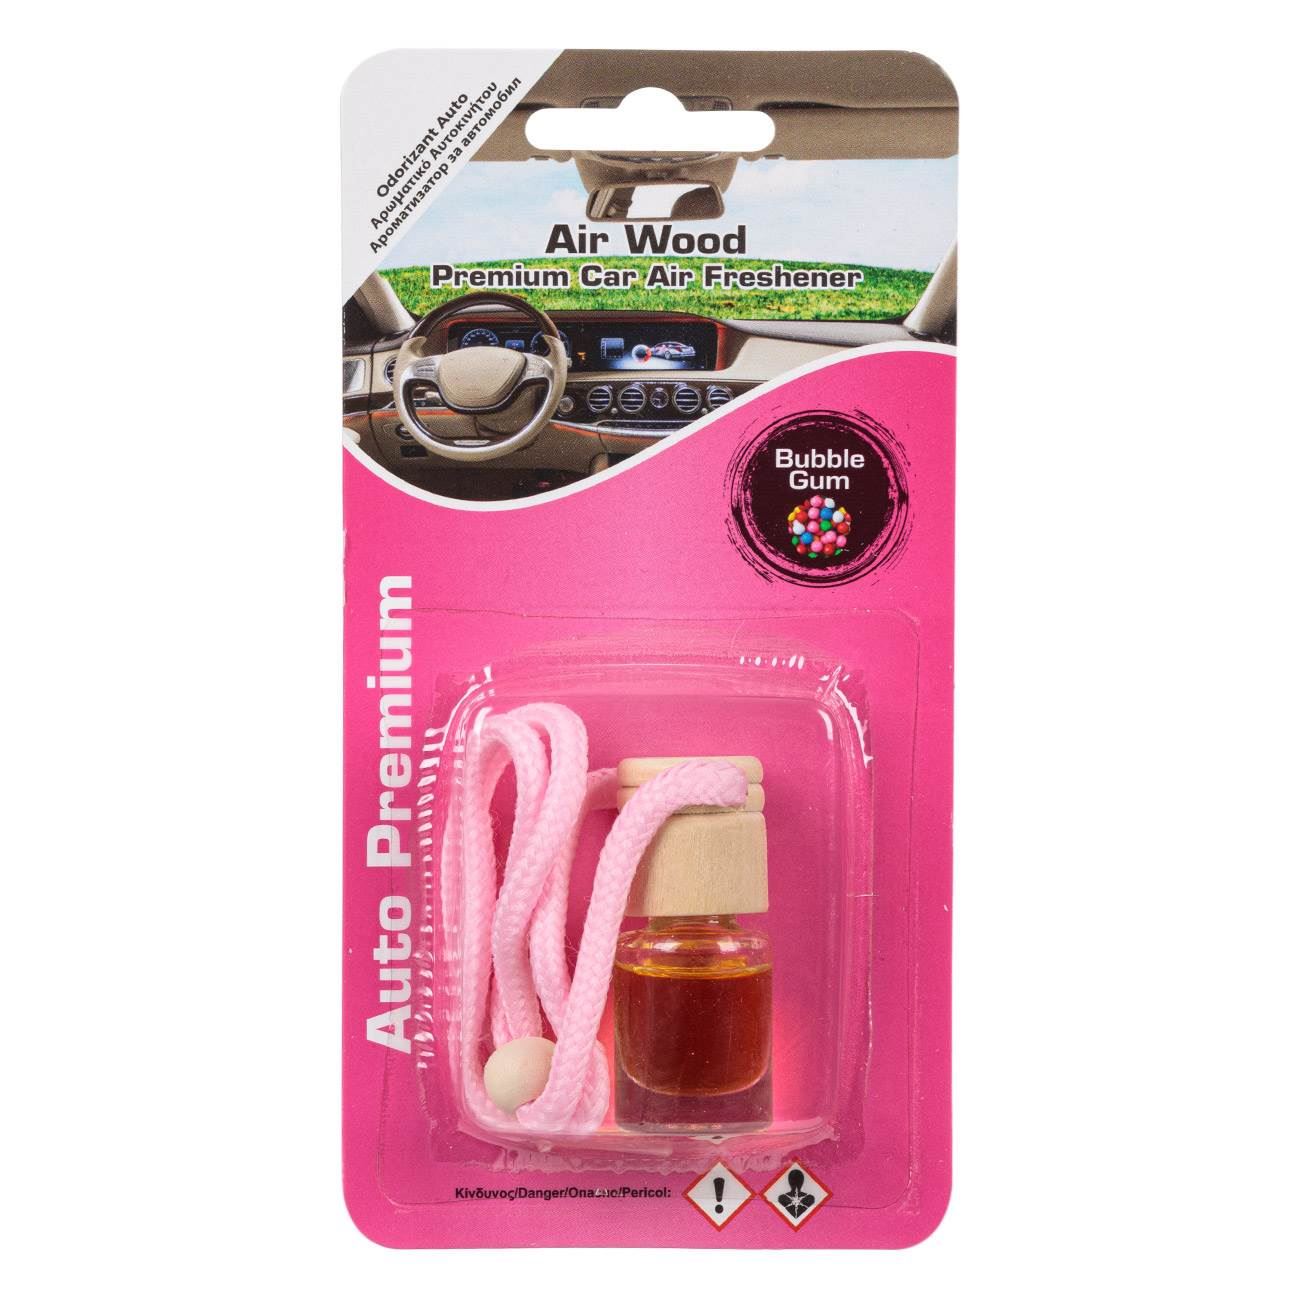 Odorizant Auto
Αρωματικό Αυτοκινήτου
Ароматизатор за автомобил
Air Wood
Premium Car Air Freshener
Bubble
Gum
Auto Premium
Κίνδυνος/Danger/Опасно/Pericol: